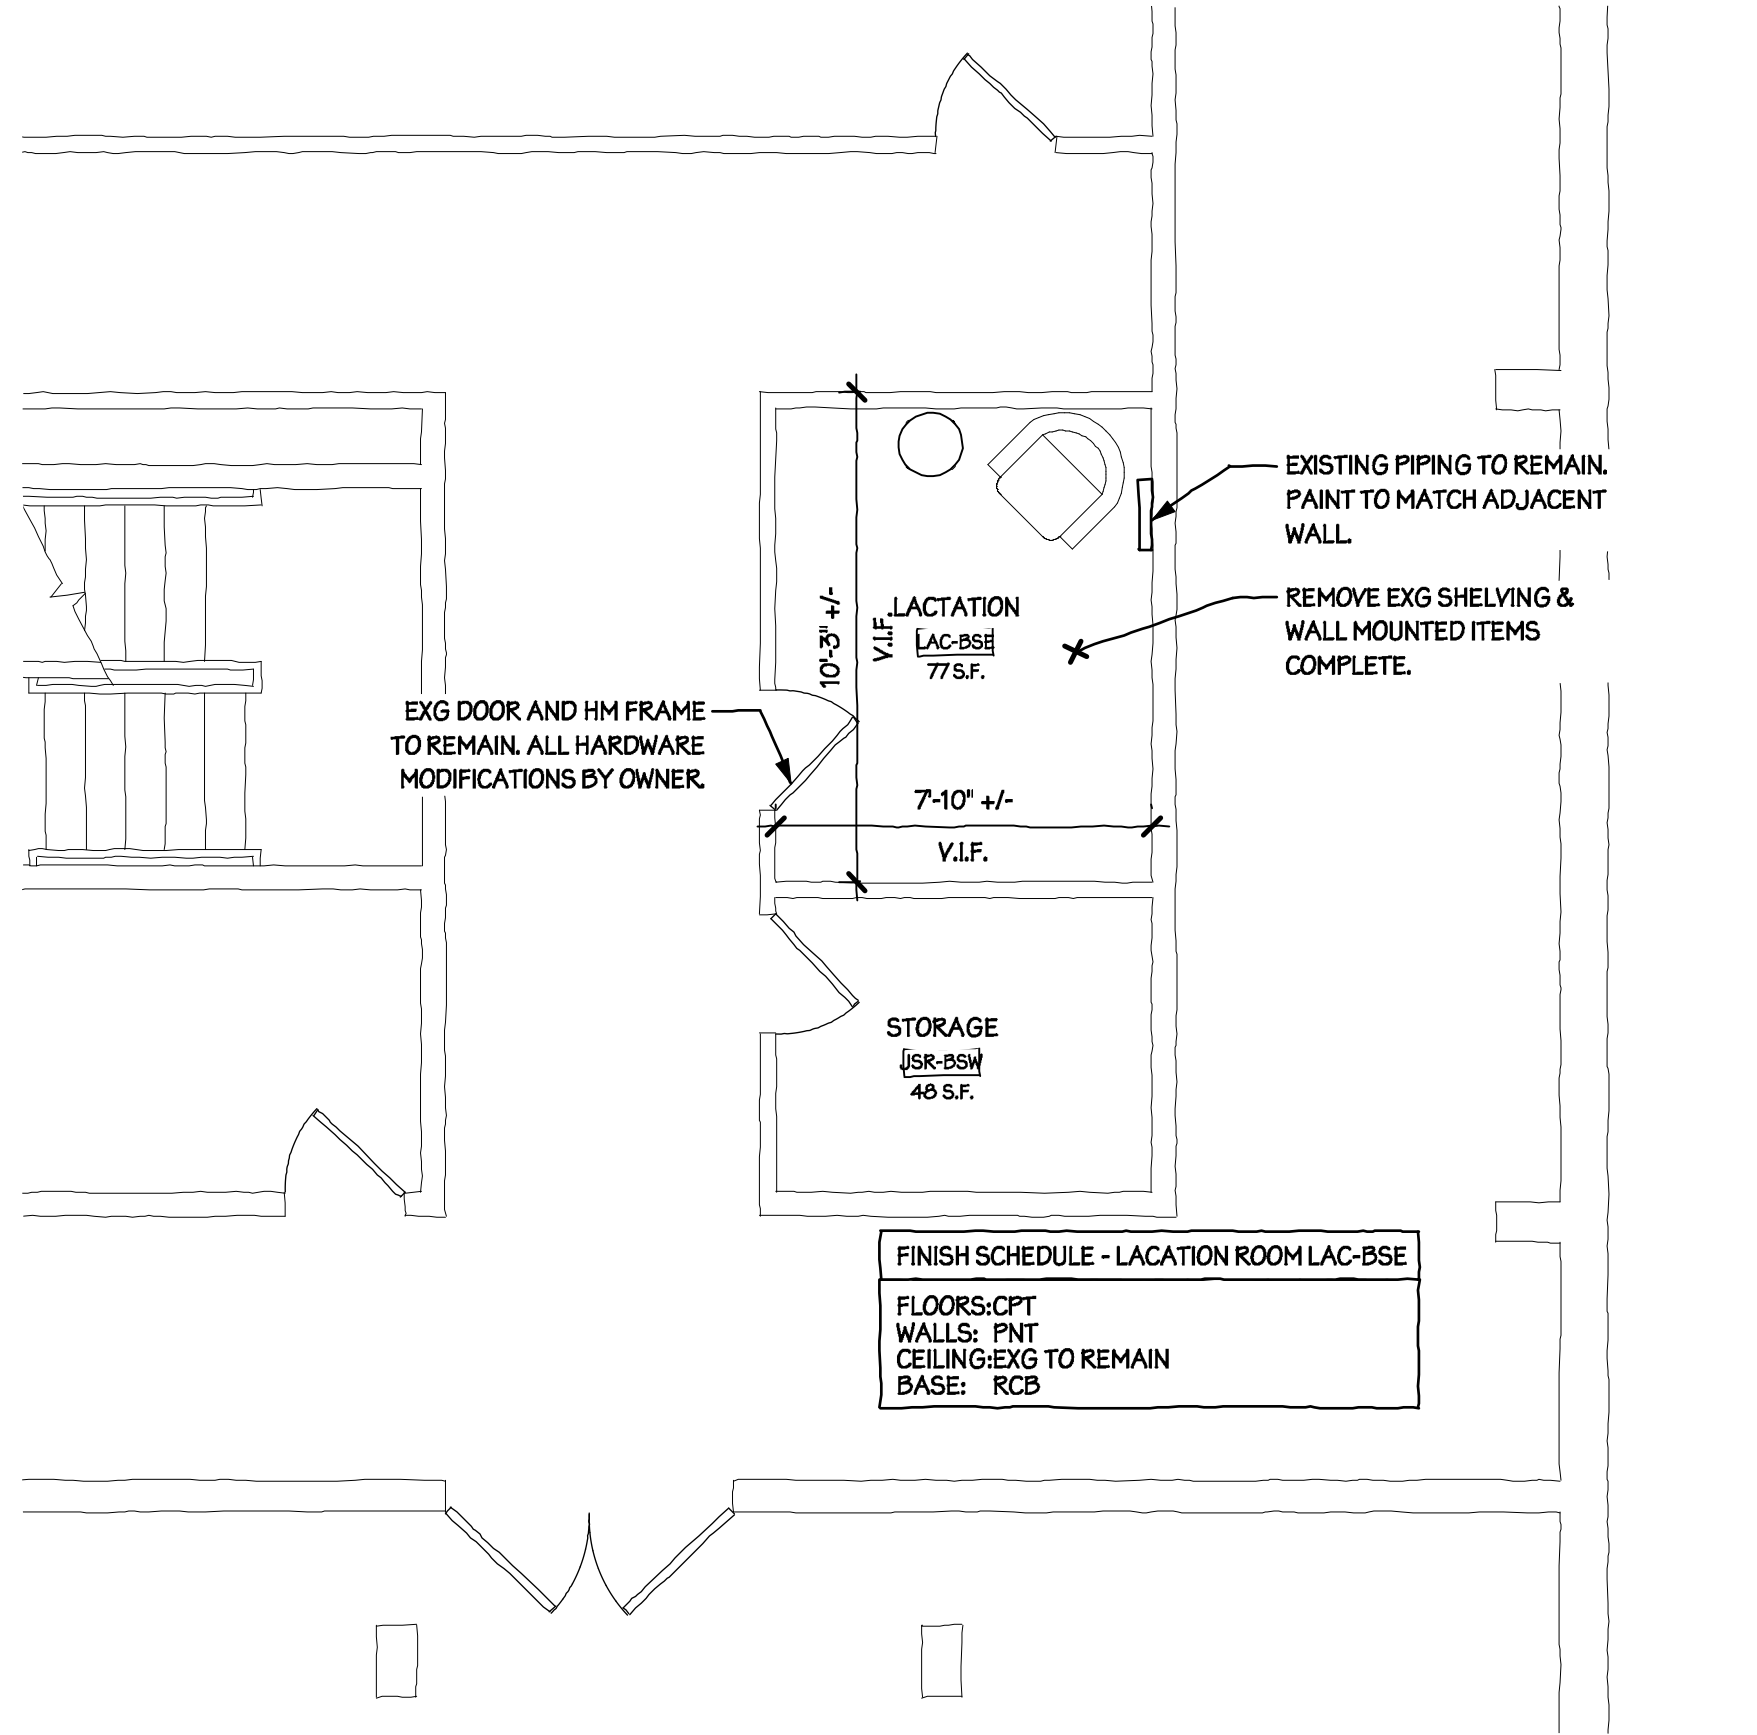 EXISTING PIPING TO REMAIN.
PAINT TO MATCH ADJACENT
WALL.
REMOVE EXG SHELVING &
WALL MOUNTED ITEMS
COMPLETE.
10'-3" +/-
V.I.F.
LACTATION
LAC-BSE
77 S.F.
EXG DOOR AND HM FRAME
TO REMAIN. ALL HARDWARE
MODIFICATIONS BY OWNER.
7'-10" +/-
V.I.F.
STORAGE
JSR-BSW
48 S.F.
FINISH SCHEDULE - LACATION ROOM LAC-BSE
FLOORS: CPT
WALLS: PNT
CEILING: EXG TO REMAIN
BASE: RCB